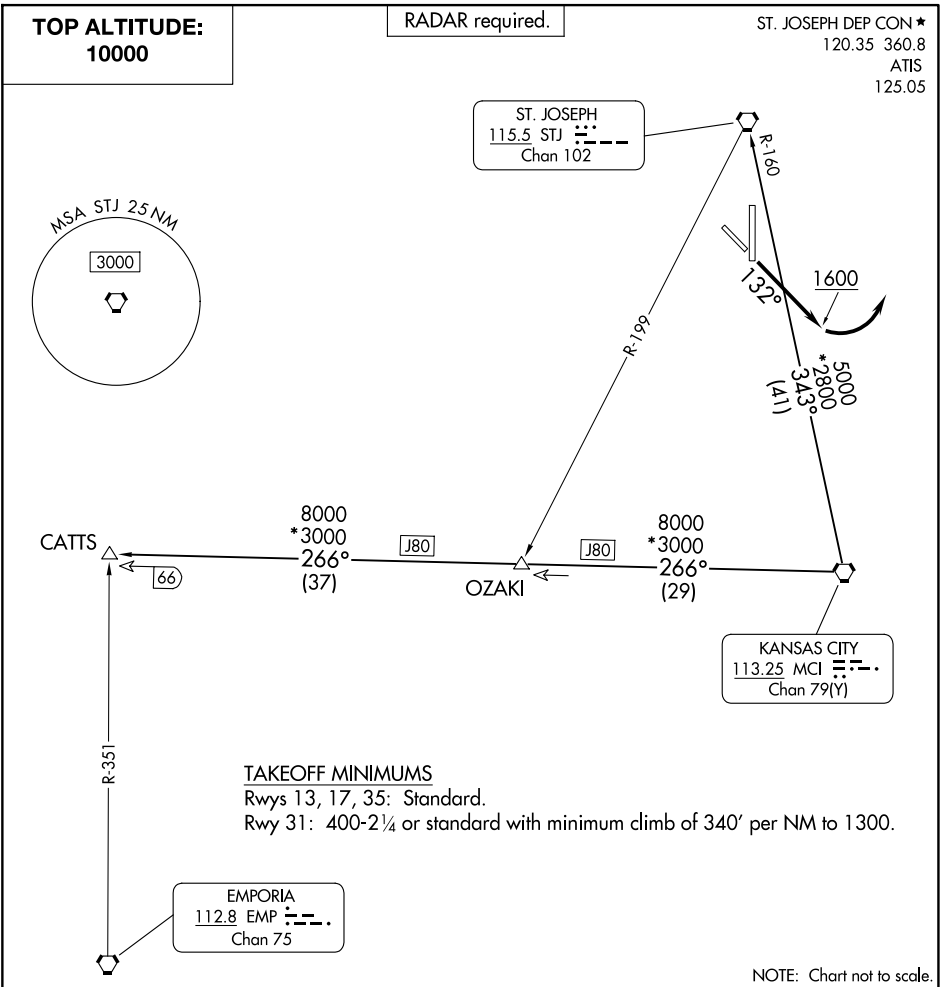 TOP ALTITUDE:
10000
RADAR required.
ST. JOSEPH DEP CON ★
120.35 360.8
ATIS
125.05
ST. JOSEPH
115.5 STJ
Chan 102
R-160
MSA STJ 25 NM
3000
132°
1600
R-199
5000
*2800
343°
(41)
CATTS
8000
*3000
266°
(37)
J80
66
OZAKI
J80
8000
*3000
266°
(29)
KANSAS CITY
113.25 MCI
Chan 79(Y)
R-351
TAKEOFF MINIMUMS
Rwys 13, 17, 35: Standard.
Rwy 31: 400-2¼ or standard with minimum climb of 340' per NM to 1300.
EMPORIA
112.8 EMP
Chan 75
NOTE: Chart not to scale.